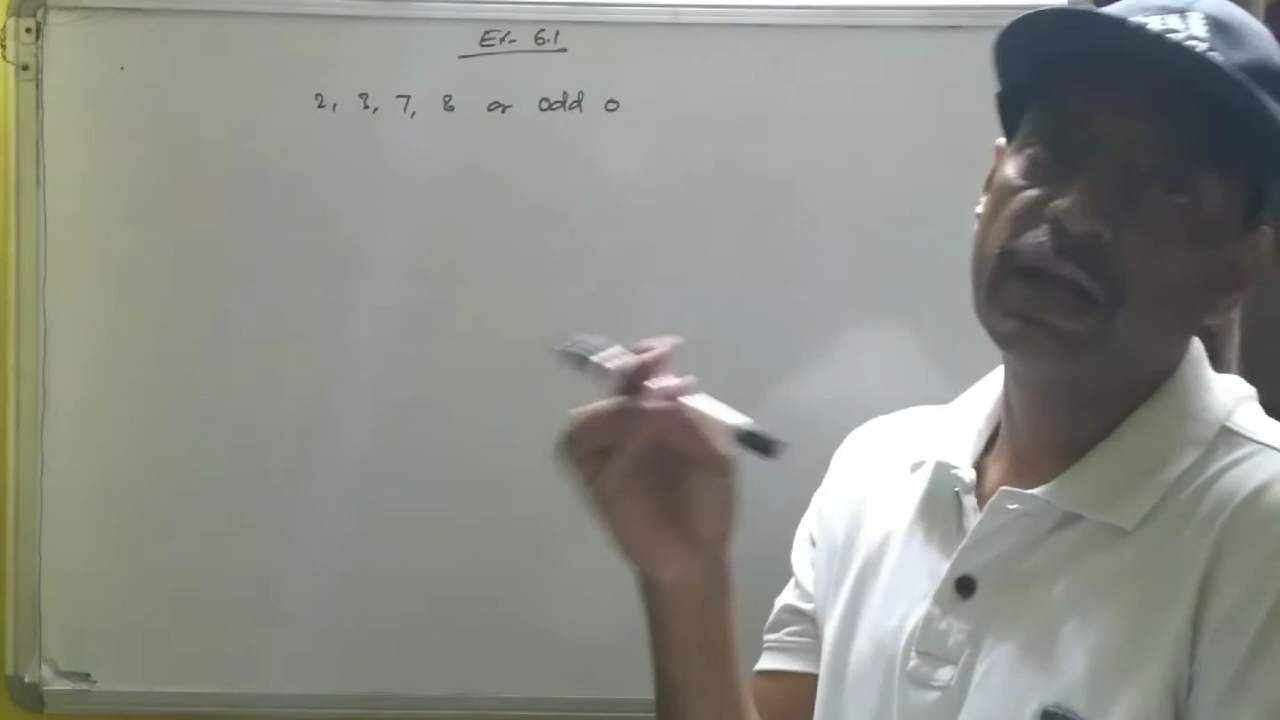 Ex- 6.1
2, 3, 7, 8 or odd 0